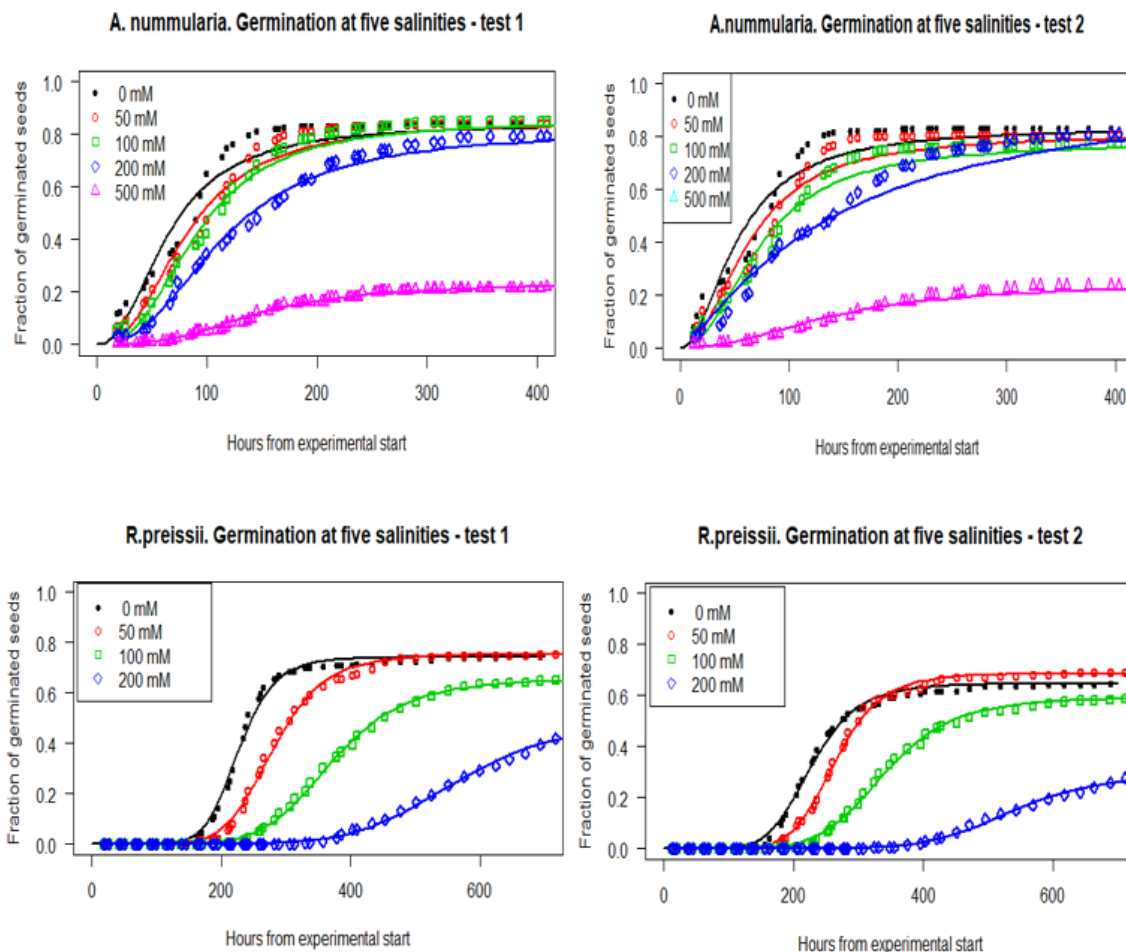 A. nummularia. Germination at five salinities - test 1
Fraction of germinated seeds
1.0
0.8
0.6
0.4
0.2
0.0
0 mM
50 mM
100 mM
200 mM
500 mM
0
100
200
300
400
Hours from experimental start
A.nummularia. Germination at five salinities - test 2
Fraction of germinated seeds
1.0
0.8
0.6
0.4
0.2
0.0
0 mM
50 mM
100 mM
200 mM
500 mM
0
100
200
300
400
Hours from experimental start
R.preissii. Germination at five salinities - test 1
Fraction of germinated seeds
1.0
0.8
0.6
0.4
0.2
0.0
0 mM
50 mM
100 mM
200 mM
0
200
400
600
Hours from experimental start
R.preissii. Germination at five salinities - test 2
Fraction of germinated seeds
1.0
0.8
0.6
0.4
0.2
0.0
0 mM
50 mM
100 mM
200 mM
0
200
400
600
Hours from experimental start